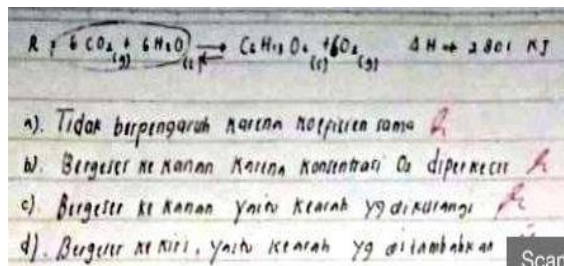 R : 6 CO₂ (g) + 6 H₂O (l) ⇌ C₆H₁₂O₆ (s) + 6O₂ (g) ΔH = + 2801 KJ
a). Tidak berpengaruh karena koefisien sama
b). Bergeser ke kanan karena konsentrasi O₂ diperkecil
c). Bergeser ke kanan yaitu kearah yg dikurangi
d). Bergeser ke kiri, yaitu kearah yg ditambahkan
Scan